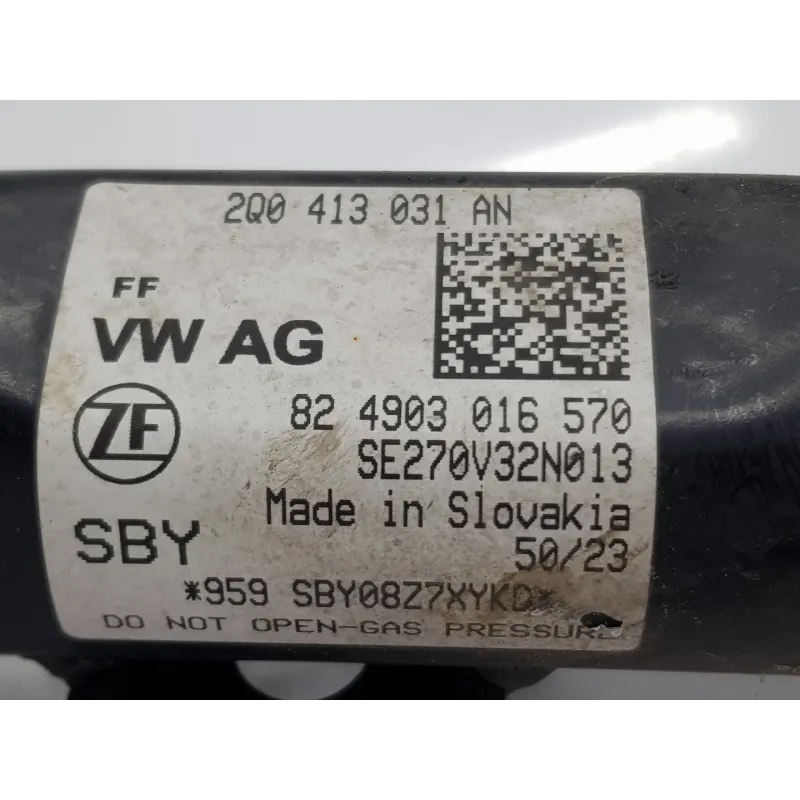 2Q0 413 031 AN
FF
VW AG
ZF
82 4903 016 570
SE270V32N013
Made in Slovakia
SBY
50/23
*959 SBY08Z7XYKD*
DO NOT OPEN-GAS PRESSURE